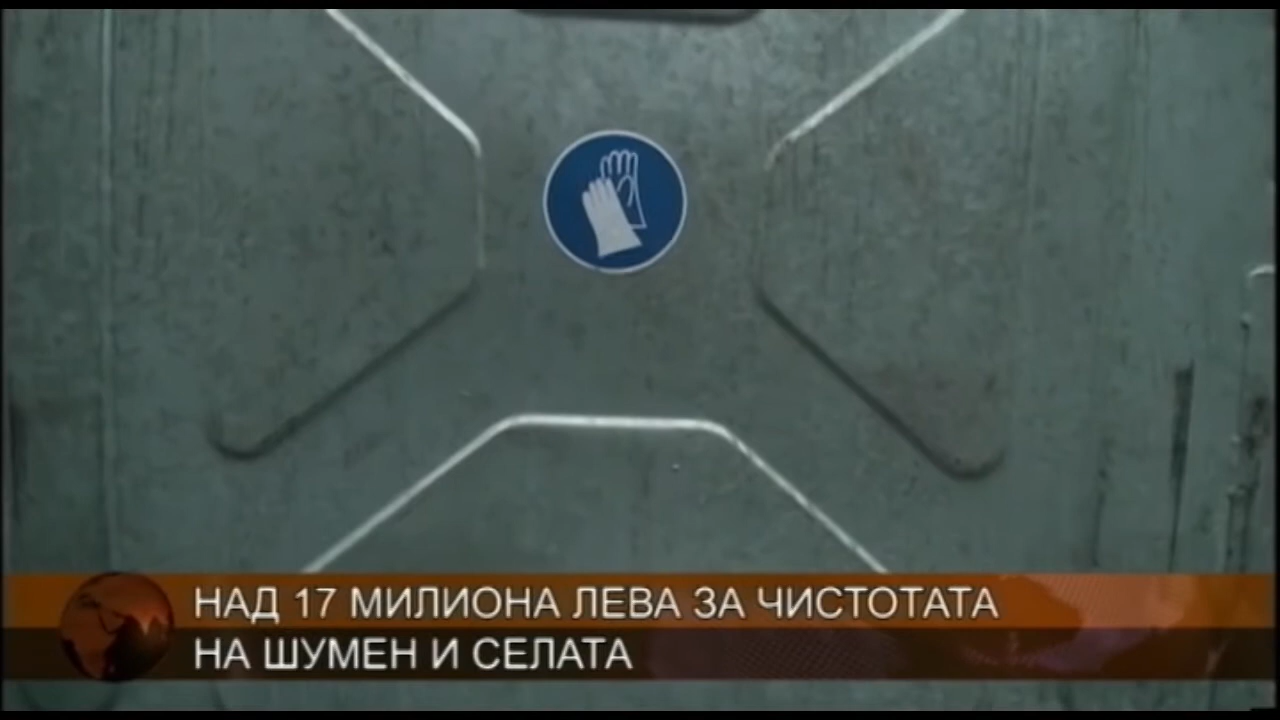 НАД 17 МИЛИОНА ЛЕВА ЗА ЧИСТОТАТА
НА ШУМЕН И СЕЛАТА